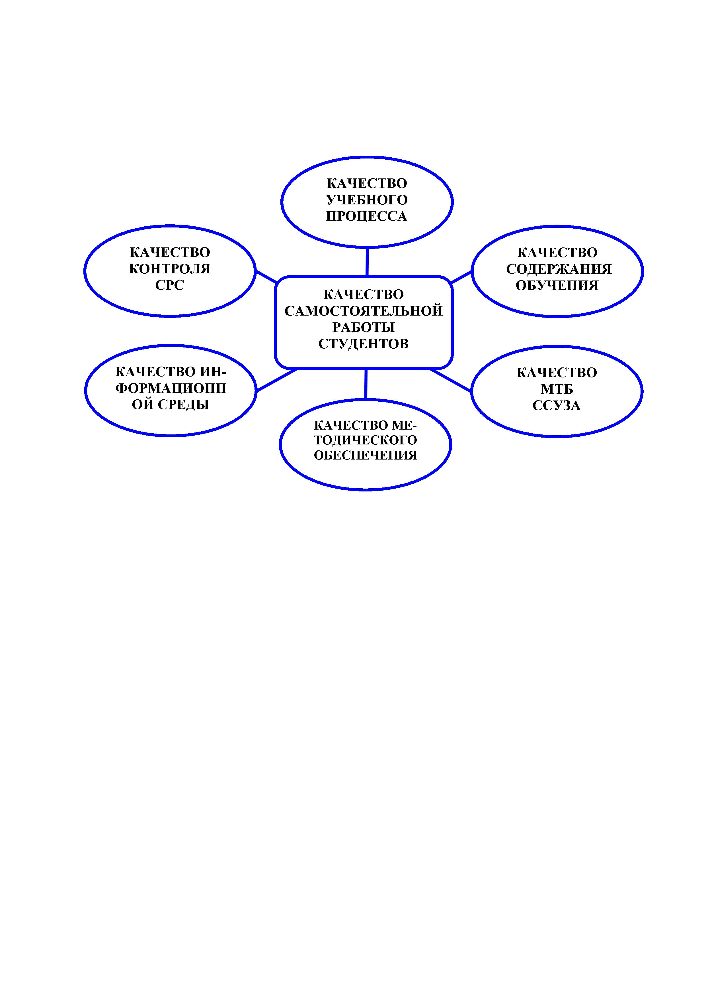 КАЧЕСТВО
УЧЕБНОГО
ПРОЦЕССА
КАЧЕСТВО
КОНТРОЛЯ
СРС
КАЧЕСТВО
СОДЕРЖАНИЯ
ОБУЧЕНИЯ
КАЧЕСТВО
САМОСТОЯТЕЛЬНОЙ
РАБОТЫ
СТУДЕНТОВ
КАЧЕСТВО ИН-
ФОРМАЦИОНН
ОЙ СРЕДЫ
КАЧЕСТВО
МТБ
ССУЗА
КАЧЕСТВО МЕ-
ТОДИЧЕСКОГО
ОБЕСПЕЧЕНИЯ